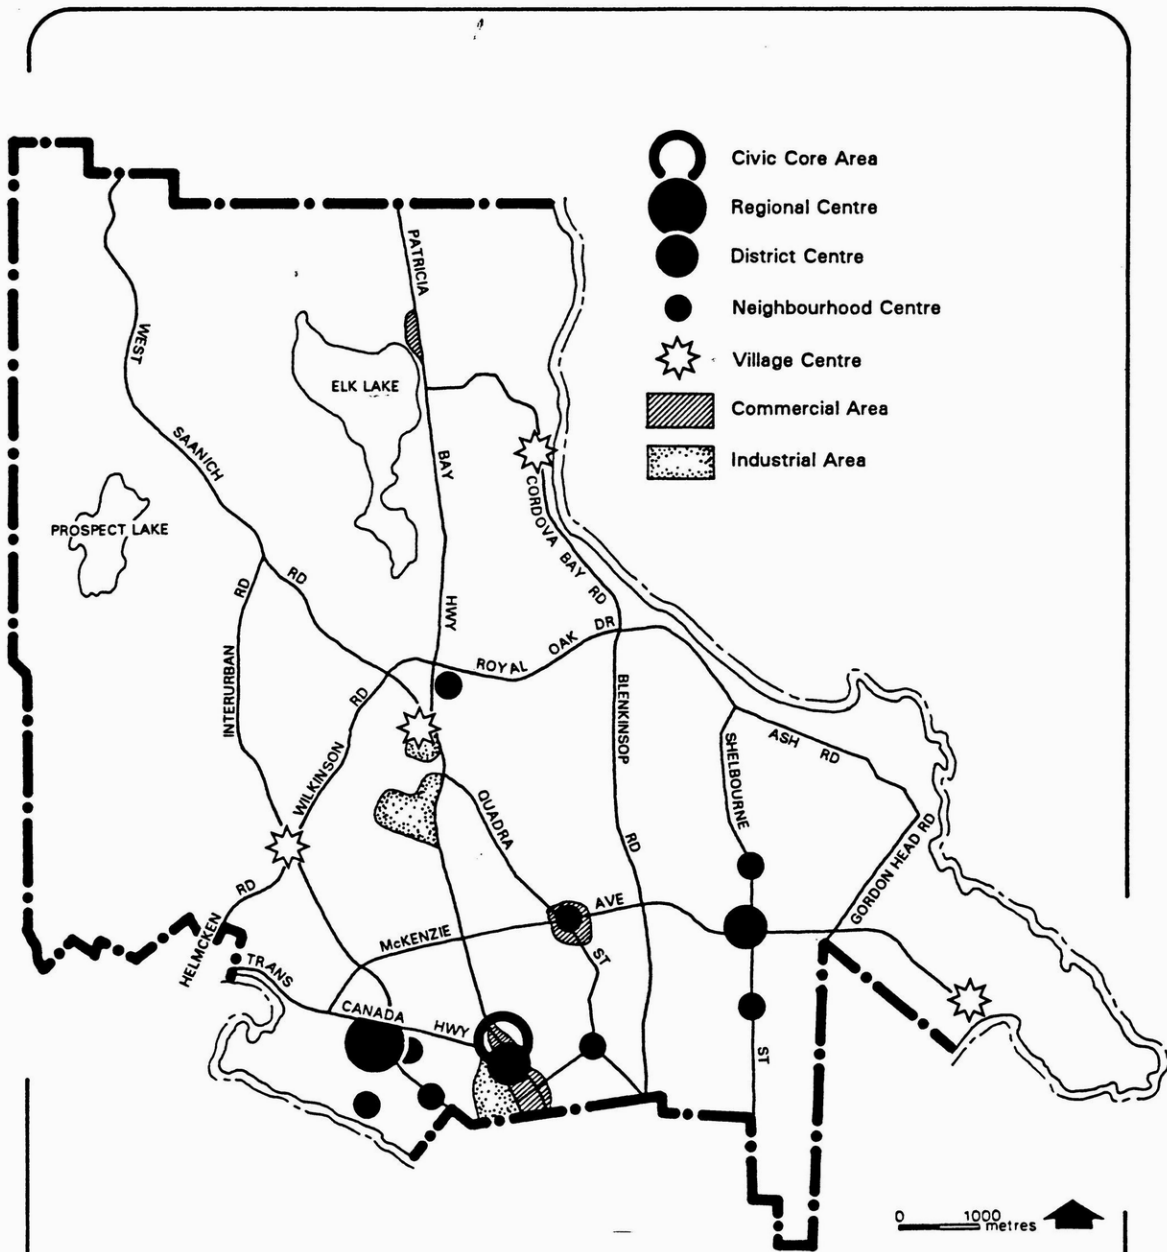 Civic Core Area
Regional Centre
District Centre
Neighbourhood Centre
Village Centre
Commercial Area
Industrial Area
PATRICIA
BAY
HWY
WEST
SAANICH
RD
ELK LAKE
PROSPECT LAKE
CORDOVA BAY RD
INTERURBAN
RD
ROYAL OAK DR
WILKINSON
RD
BLENKINSOP
RD
SHELBOURNE
ST
ASH RD
QUADRA
ST
GORDON HEAD RD
McKENZIE
AVE
HELMCKEN
RD
TRANS
CANADA
HWY
0 1000
metres